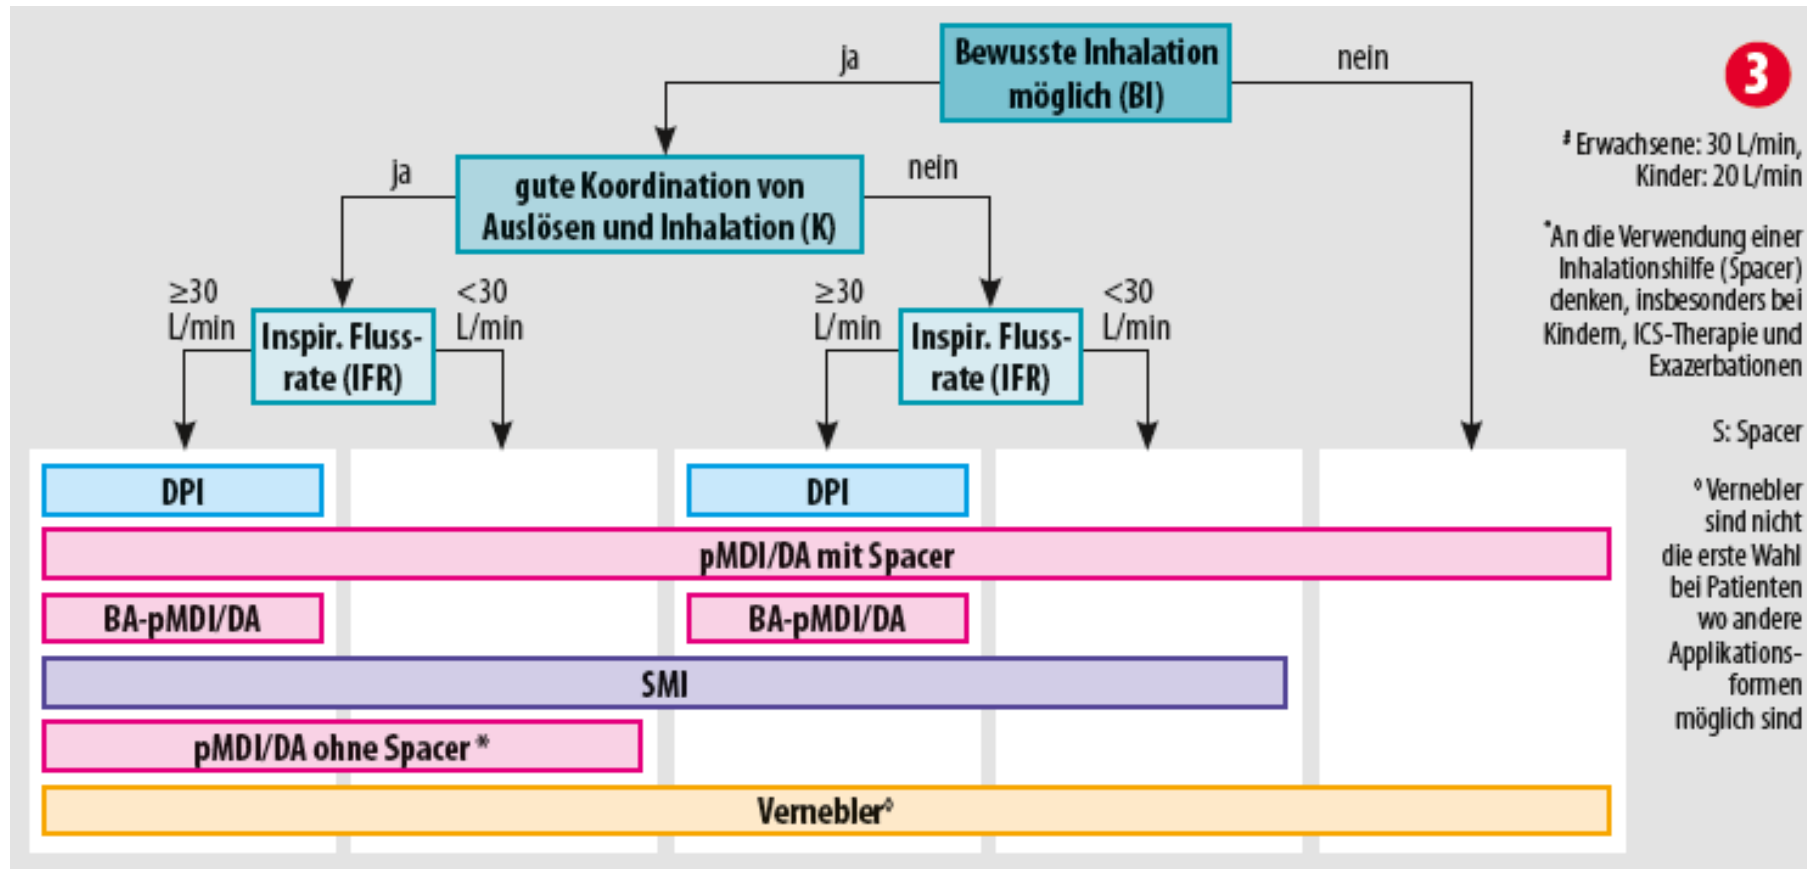 ja
Bewusste Inhalation
möglich (BI)
nein
3
ja
gute Koordination von
Auslösen und Inhalation (K)
nein
≥30
L/min
Inspir. Fluss-
rate (IFR)
<30
L/min
≥30
L/min
Inspir. Fluss-
rate (IFR)
<30
L/min
DPI
DPI
pMDI/DA mit Spacer
BA-pMDI/DA
BA-pMDI/DA
SMI
pMDI/DA ohne Spacer *
Vernebler◊
# Erwachsene: 30 L/min,
Kinder: 20 L/min
*An die Verwendung einer
Inhalationshilfe (Spacer)
denken, insbesonders bei
Kindern, ICS-Therapie und
Exazerbationen
S: Spacer
◊ Vernebler
sind nicht
die erste Wahl
bei Patienten
wo andere
Applikations-
formen
möglich sind